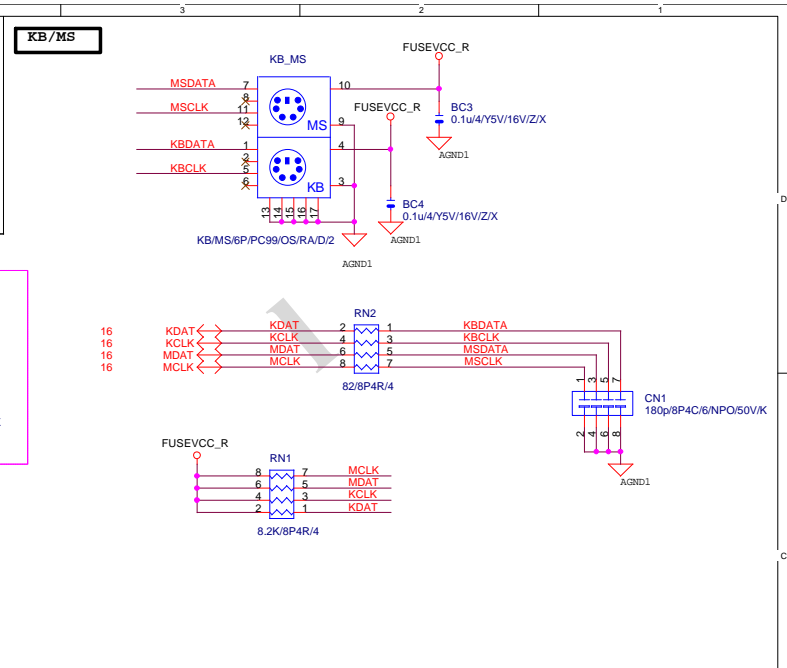 3 2 1
KB/MS
FUSEVCC_R
KB_MS
MSDATA 7 10
8
MSCLK 11
12 MS 9
FUSEVCC_R
BC3
0.1u/4/Y5V/16V/Z/X
AGND1
KBDATA 1 4
2
KBCLK 5
6 KB 3
13 14 15 16 17
BC4
0.1u/4/Y5V/16V/Z/X
KB/MS/6P/PC99/OS/RA/D/2
AGND1
AGND1
D
RN2
16 KDAT KDAT 2 1 KBDATA
16 KCLK KCLK 4 3 KBCLK
16 MDAT MDAT 6 5 MSDATA
16 MCLK MCLK 8 7 MSCLK
82/8P4R/4
1 3 5 7
CN1
180p/8P4C/6/NPO/50V/K
2 4 6 8
AGND1
FUSEVCC_R
RN1
8 7 MCLK
6 5 MDAT
4 3 KCLK
2 1 KDAT
8.2K/8P4R/4
C